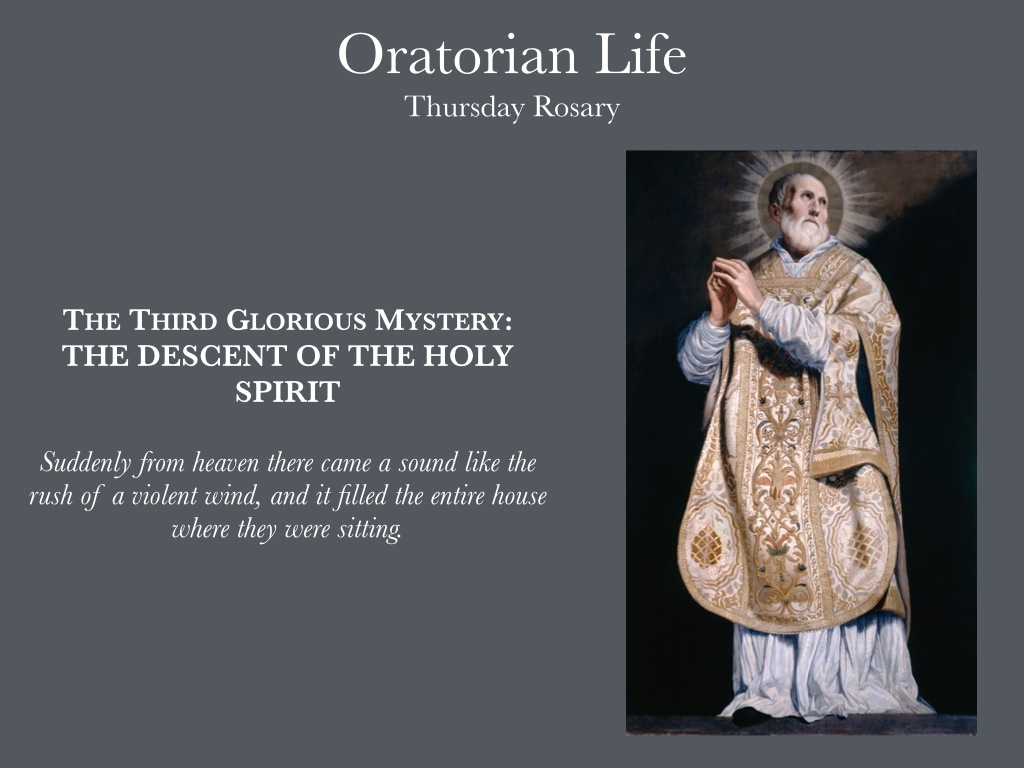 Oratorian Life
Thursday Rosary
The Third Glorious Mystery:
THE DESCENT OF THE HOLY
SPIRIT
Suddenly from heaven there came a sound like the
rush of a violent wind, and it filled the entire house
where they were sitting.